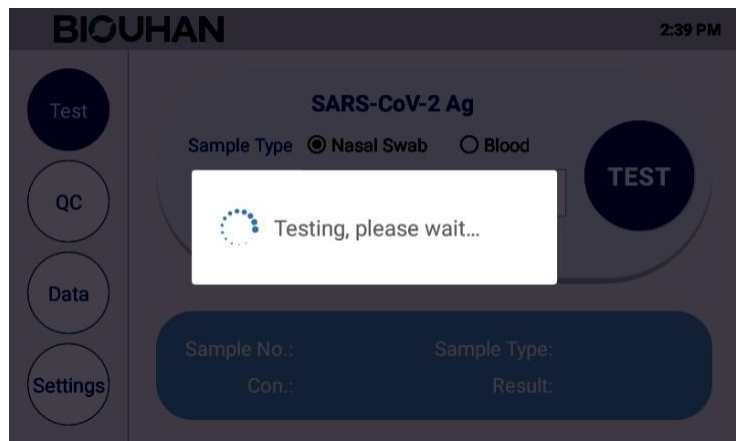 BIOUHAN
2:39 PM
Test
QC
Data
Settings
SARS-CoV-2 Ag
Sample Type Nasal Swab Blood
TEST
Testing, please wait...
Sample No.: Sample Type:
Con.: Result: